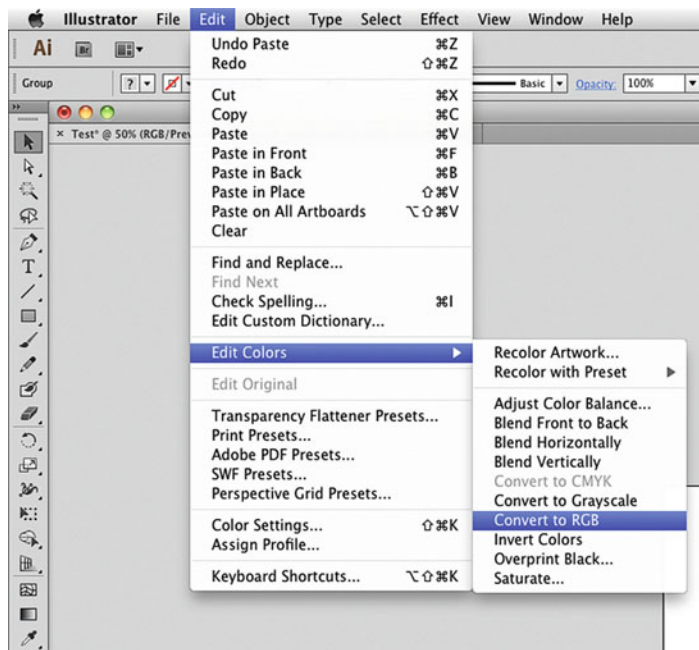 Illustrator File Edit Object Type Select Effect View Window Help
Ai Br
Group ? Basic Opacity: 100%
× Test* @ 50% (RGB/Prev
Undo Paste ⌘Z
Redo ⇧⌘Z
Cut ⌘X
Copy ⌘C
Paste ⌘V
Paste in Front ⌘F
Paste in Back ⌘B
Paste in Place ⇧⌘V
Paste on All Artboards ⌥⇧⌘V
Clear
Find and Replace...
Find Next
Check Spelling... ⌘I
Edit Custom Dictionary...
Edit Colors
Edit Original
Transparency Flattener Presets...
Print Presets...
Adobe PDF Presets...
SWF Presets...
Perspective Grid Presets...
Color Settings... ⇧⌘K
Assign Profile...
Keyboard Shortcuts... ⌥⇧⌘K
Recolor Artwork...
Recolor with Preset
Adjust Color Balance...
Blend Front to Back
Blend Horizontally
Blend Vertically
Convert to CMYK
Convert to Grayscale
Convert to RGB
Invert Colors
Overprint Black...
Saturate...